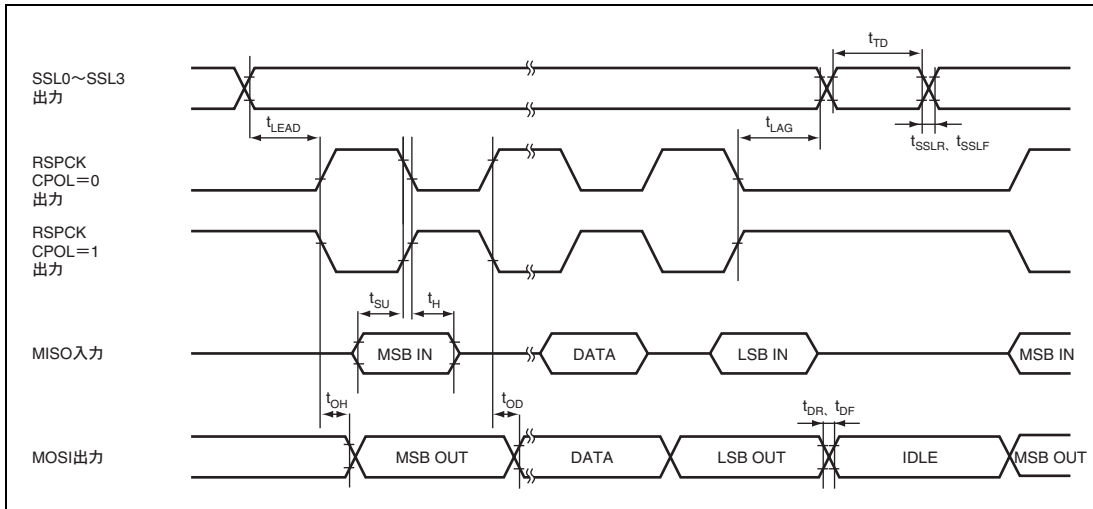 SSL0～SSL3
出力
tTD
tLEAD
tLAG
tSSLR、tSSLF
RSPCK
CPOL＝0
出力
RSPCK
CPOL＝1
出力
tSU
tH
MISO入力
MSB IN
DATA
LSB IN
MSB IN
tOH
tOD
tDR、tDF
MOSI出力
MSB OUT
DATA
LSB OUT
IDLE
MSB OUT